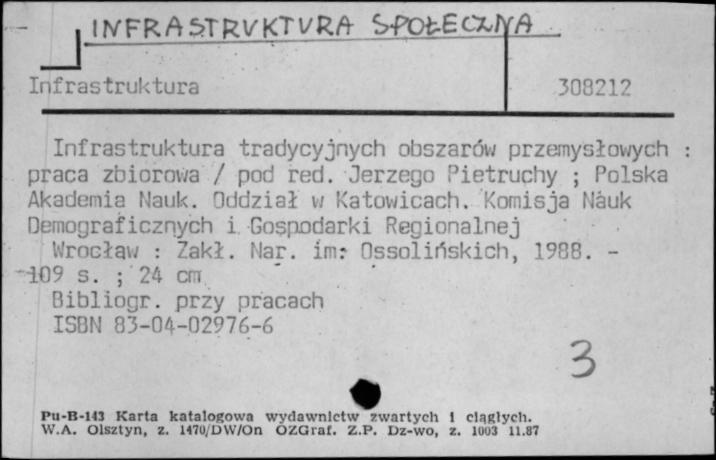 INFRASTRUKTURA SPOŁECZNA
Infrastruktura 308212
Infrastruktura tradycyjnych obszarów przemysłowych :
praca zbiorowa / pod red. Jerzego Pietruchy ; Polska
Akademia Nauk. Oddział w Katowicach. Komisja Nauk
Demograficznych i Gospodarki Regionalnej
Wrocław : Zakł. Nar. im. Ossolińskich, 1988. -
109 s. ; 24 cm
Bibliogr. przy pracach
ISBN 83-04-02976-6
3
Pu-B-143 Karta katalogowa wydawnictw zwartych i ciągłych.
W.A. Olsztyn, z. 1470/DW/On OZGraf. Z.P. Dz-wo, z. 1003 11.87